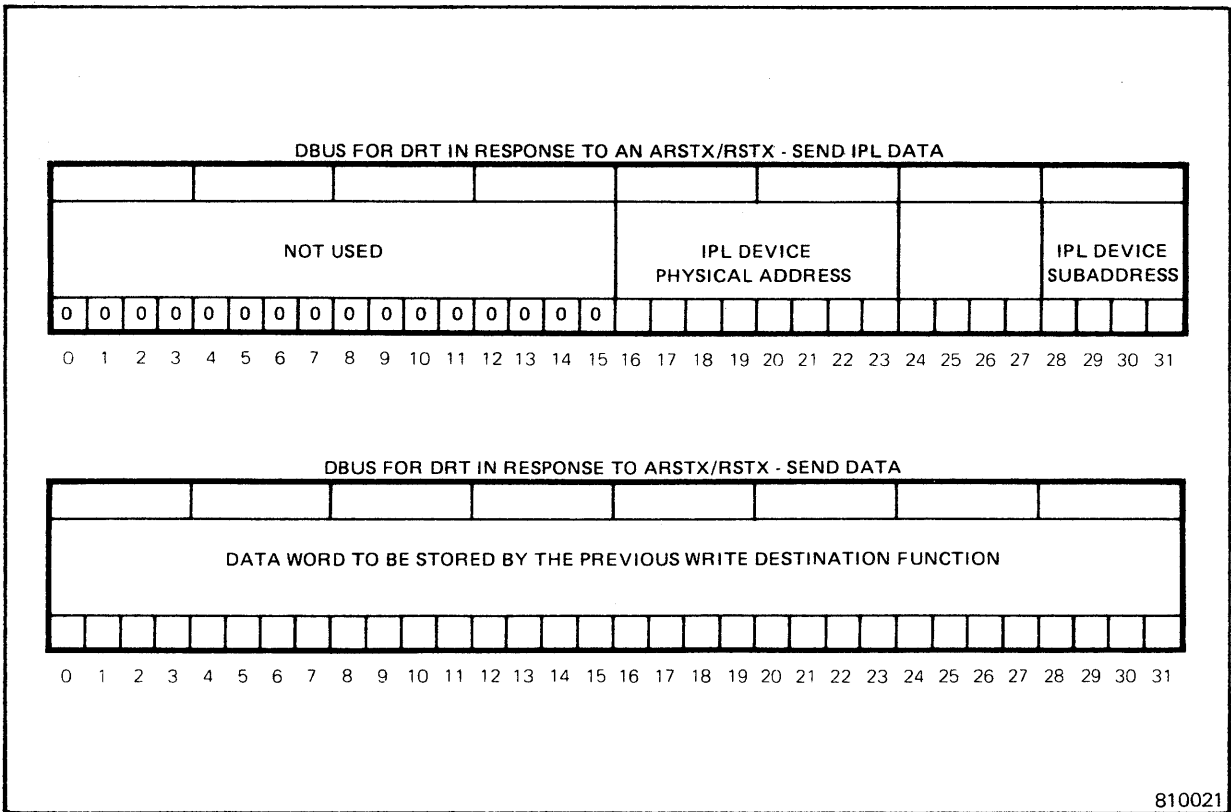 DBUS FOR DRT IN RESPONSE TO AN ARSTX/RSTX - SEND IPL DATA
NOT USED
IPL DEVICE
PHYSICAL ADDRESS
IPL DEVICE
SUBADDRESS
0 0 0 0 0 0 0 0 0 0 0 0 0 0 0 0
0 1 2 3 4 5 6 7 8 9 10 11 12 13 14 15 16 17 18 19 20 21 22 23 24 25 26 27 28 29 30 31
DBUS FOR DRT IN RESPONSE TO ARSTX/RSTX - SEND DATA
DATA WORD TO BE STORED BY THE PREVIOUS WRITE DESTINATION FUNCTION
0 1 2 3 4 5 6 7 8 9 10 11 12 13 14 15 16 17 18 19 20 21 22 23 24 25 26 27 28 29 30 31
810021